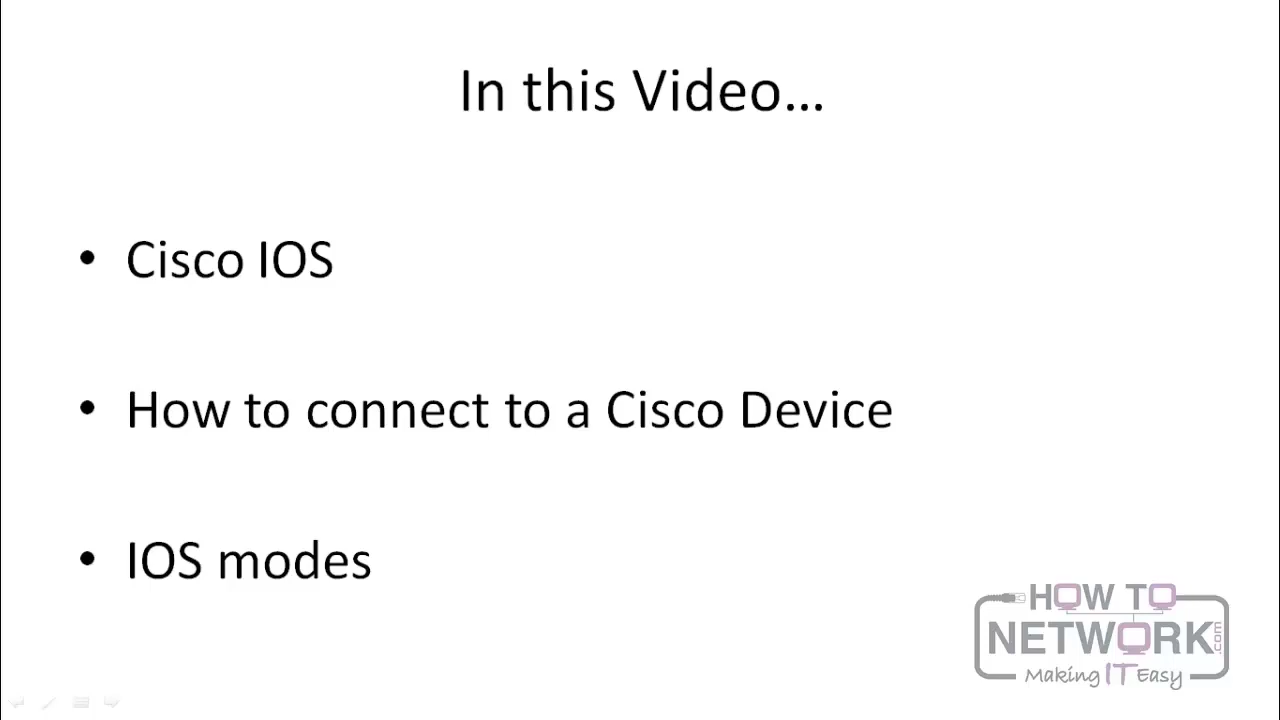 In this Video...
• Cisco IOS
• How to connect to a Cisco Device
• IOS modes
HOW TO
NETWORK.com
Making IT Easy